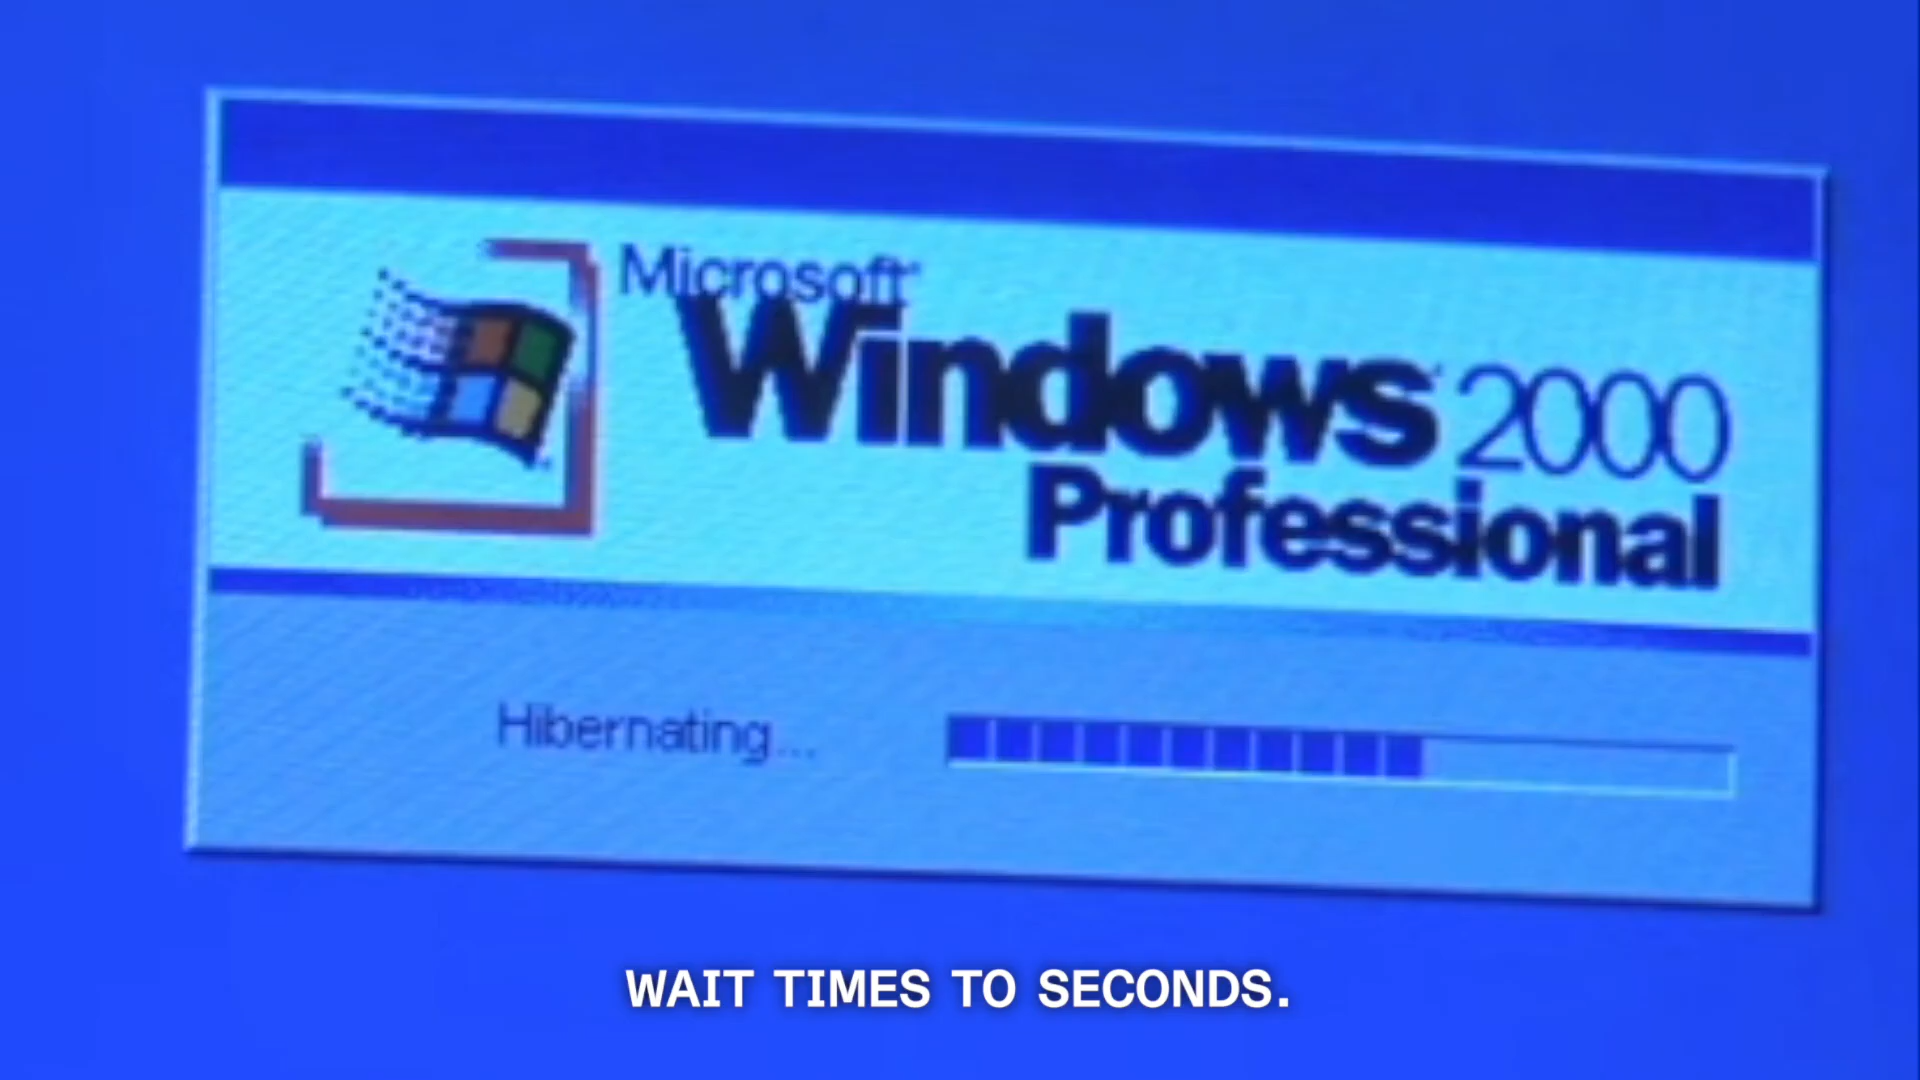 Microsoft
Windows 2000
Professional
Hibernating...
WAIT TIMES TO SECONDS.